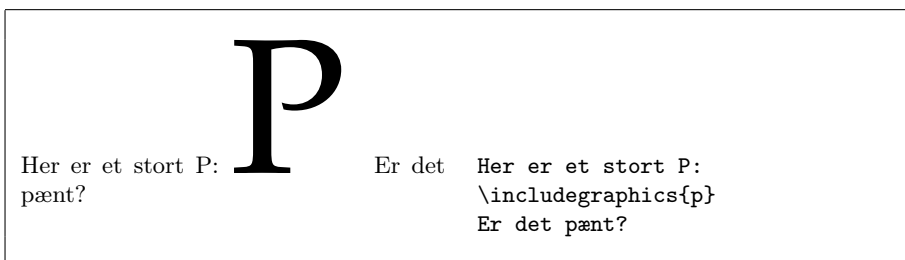 Her er et stort P: P Er det
pænt?
Her er et stort P:
\includegraphics{p}
Er det pænt?